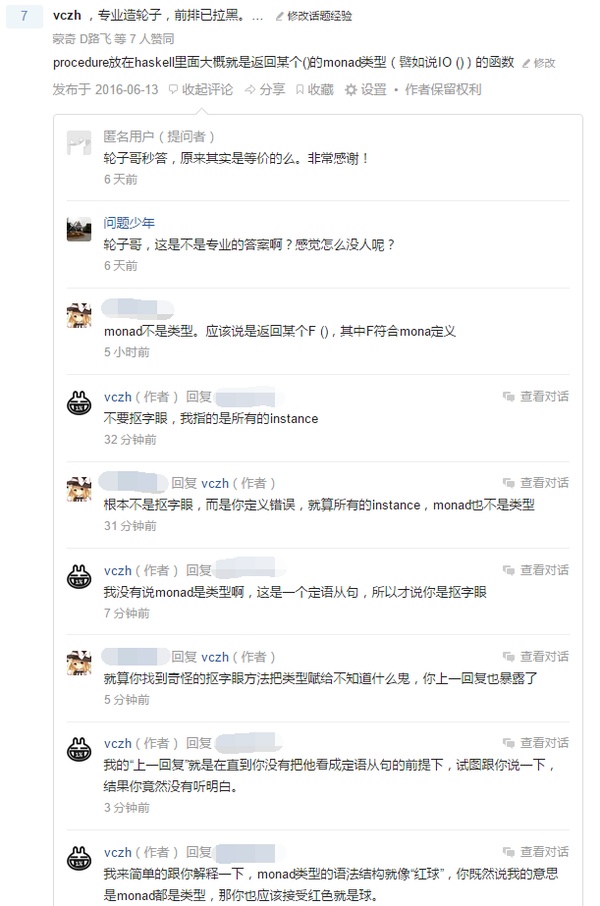 7
vczh，专业造轮子，前排已拉黑。… 修改话题经验
蒙奇 D路飞 等 7 人赞同
procedure放在haskell里面大概就是返回某个()的monad类型（譬如说IO ()）的函数 修改
发布于 2016-06-13 收起评论 分享 收藏 设置 • 作者保留权利
匿名用户（提问者）
轮子哥秒答，原来其实是等价的么。非常感谢！
6 天前
问题少年
轮子哥，这是不是专业的答案啊？感觉怎么没人呢？
6 天前
monad不是类型。应该说是返回某个F ()，其中F符合mona定义
5 小时前
vczh（作者）回复 查看对话
不要抠字眼，我指的是所有的instance
32 分钟前
回复 vczh（作者） 查看对话
根本不是抠字眼，而是你定义错误，就算所有的instance，monad也不是类型
31 分钟前
vczh（作者）回复 查看对话
我没有说monad是类型啊，这是一个定语从句，所以才说你是抠字眼
7 分钟前
回复 vczh（作者） 查看对话
就算你找到奇怪的抠字眼方法把类型赋给不知道什么鬼，你上一回复也暴露了
5 分钟前
vczh（作者）回复 查看对话
我的“上一回复”就是在直到你没有把他看成定语从句的前提下，试图跟你说一下，
结果你竟然没有听明白。
3 分钟前
vczh（作者）回复 查看对话
我来简单的跟你解释一下，monad类型的语法结构就像“红球”，你既然说我的意思
是monad都是类型，那你也应该接受红色就是球。